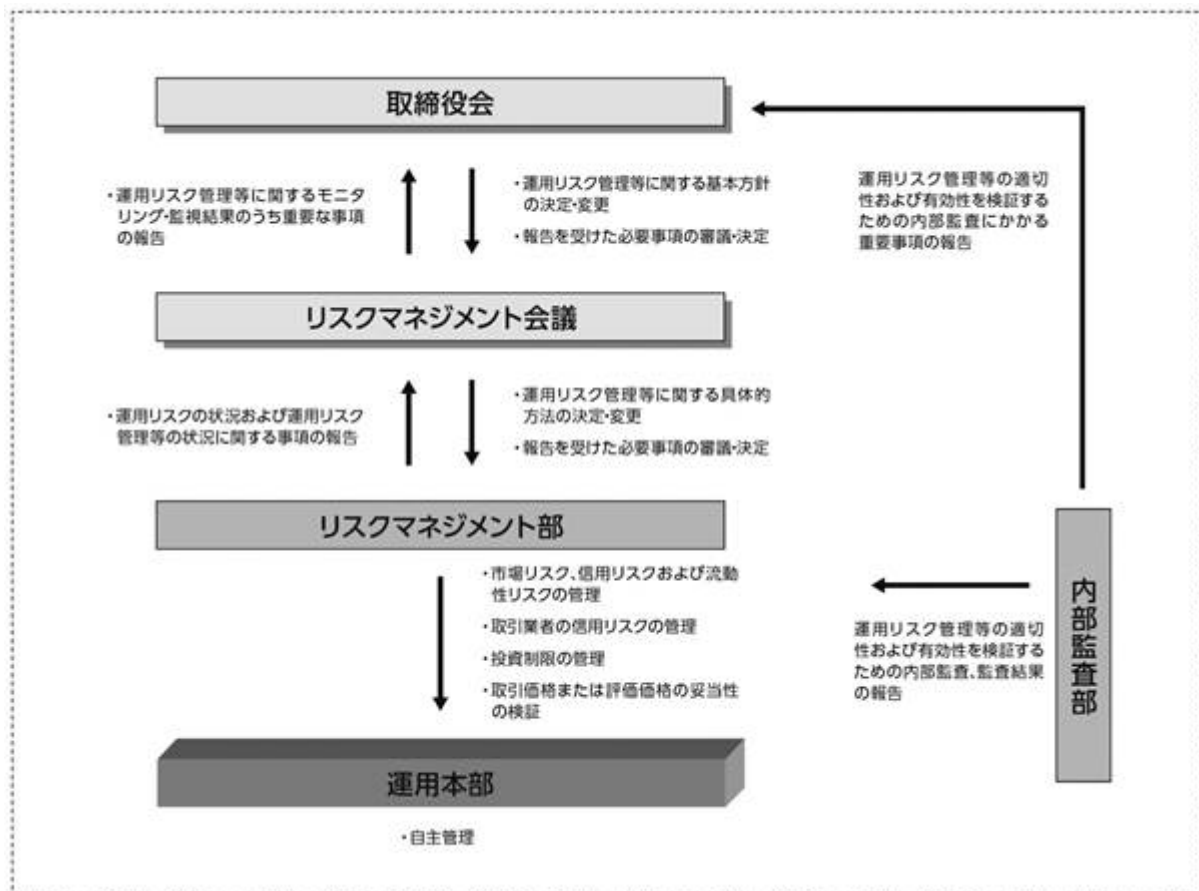 取締役会
・運用リスク管理等に関するモニタ
リング・監視結果のうち重要な事項
の報告
・運用リスク管理等に関する基本方針
の決定・変更
・報告を受けた必要事項の審議・決定
運用リスク管理等の適切
性および有効性を検証する
ための内部監査にかかる
重要事項の報告
リスクマネジメント会議
・運用リスクの状況および運用リスク
管理等の状況に関する事項の報告
・運用リスク管理等に関する具体的
方法の決定・変更
・報告を受けた必要事項の審議・決定
リスクマネジメント部
・市場リスク、信用リスクおよび流動
性リスクの管理
・取引業者の信用リスクの管理
・投資制限の管理
・取引価格または評価価格の妥当性
の検証
運用リスク管理等の適切
性および有効性を検証する
ための内部監査、監査結果
の報告
内部監査部
運用本部
・自主管理